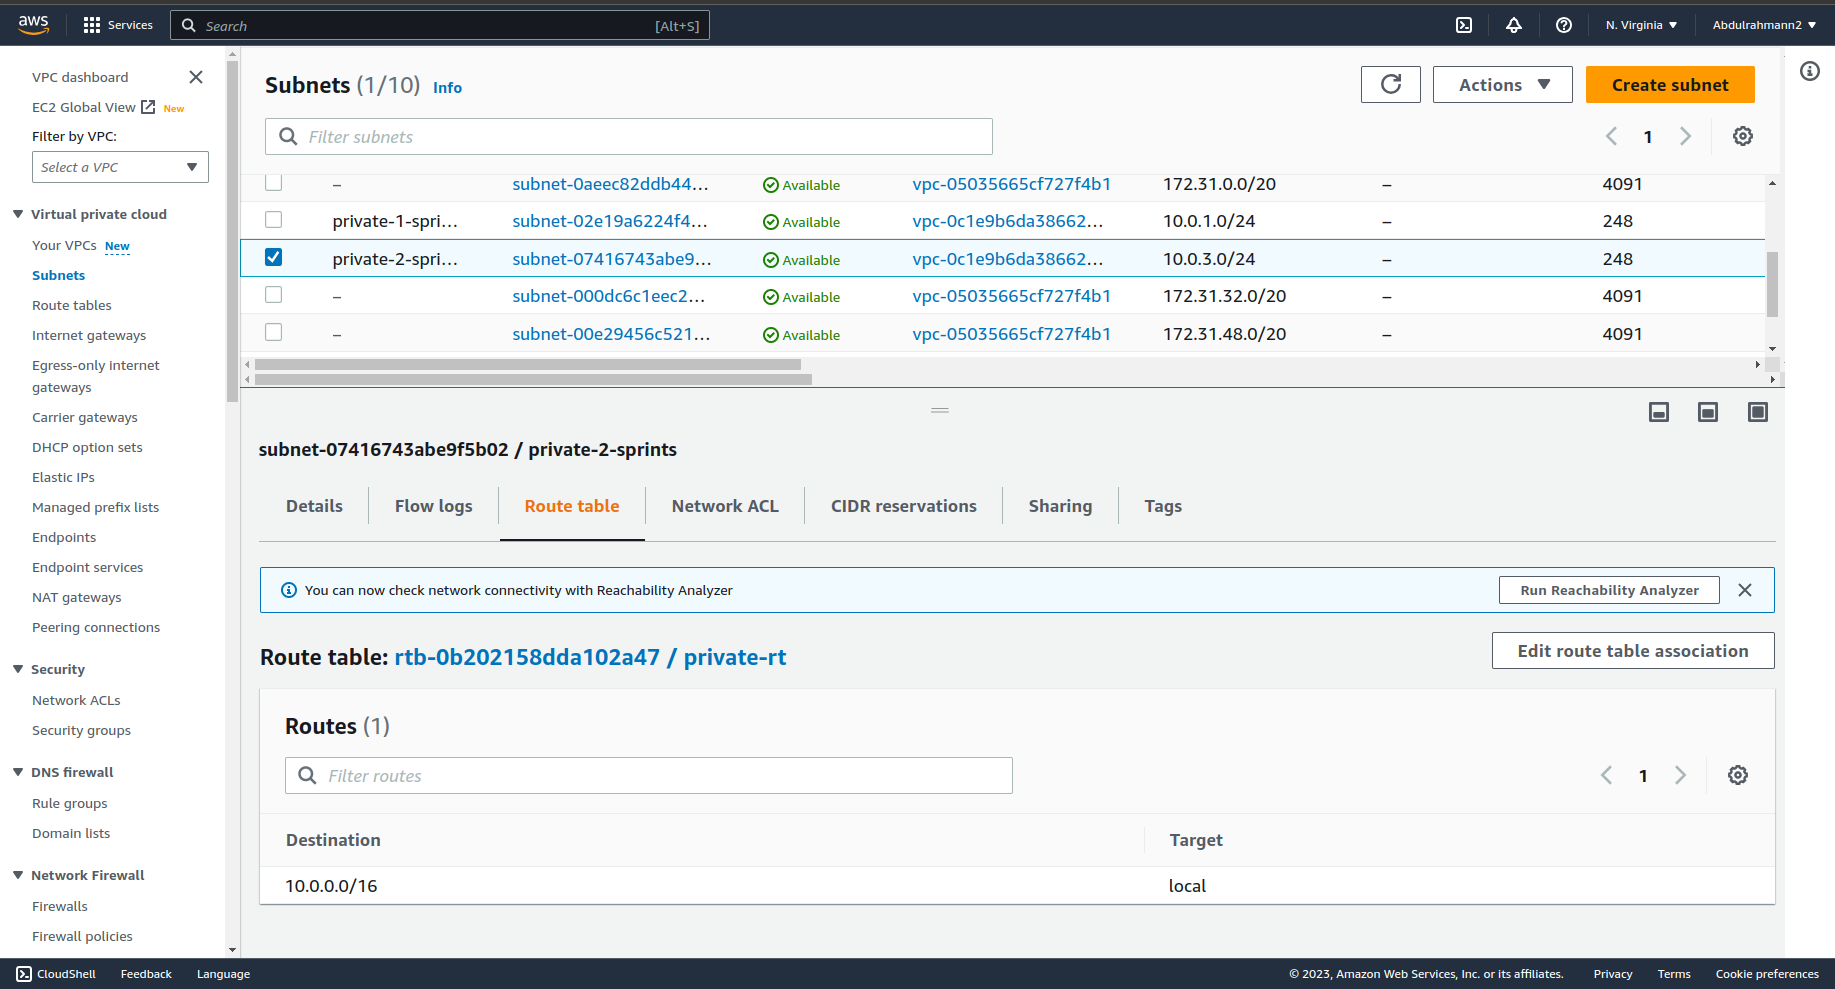 aws Services Search [Alt+S] N. Virginia Abdulrahmann2
VPC dashboard
EC2 Global View New
Filter by VPC:
Select a VPC
Virtual private cloud
Your VPCs New
Subnets
Route tables
Internet gateways
Egress-only internet
gateways
Carrier gateways
DHCP option sets
Elastic IPs
Managed prefix lists
Endpoints
Endpoint services
NAT gateways
Peering connections
Security
Network ACLs
Security groups
DNS firewall
Rule groups
Domain lists
Network Firewall
Firewalls
Firewall policies
Subnets (1/10) Info
Actions
Create subnet
Filter subnets
1
– subnet-0aeec82ddb44... Available vpc-05035665cf727f4b1 172.31.0.0/20 – 4091
private-1-spri... subnet-02e19a6224f4... Available vpc-0c1e9b6da38662... 10.0.1.0/24 – 248
private-2-spri... subnet-07416743abe9... Available vpc-0c1e9b6da38662... 10.0.3.0/24 – 248
– subnet-000dc6c1eec2... Available vpc-05035665cf727f4b1 172.31.32.0/20 – 4091
– subnet-00e29456c521... Available vpc-05035665cf727f4b1 172.31.48.0/20 – 4091
subnet-07416743abe9f5b02 / private-2-sprints
Details Flow logs Route table Network ACL CIDR reservations Sharing Tags
You can now check network connectivity with Reachability Analyzer Run Reachability Analyzer
Route table: rtb-0b202158dda102a47 / private-rt Edit route table association
Routes (1)
Filter routes
1
Destination Target
10.0.0.0/16 local
CloudShell Feedback Language © 2023, Amazon Web Services, Inc. or its affiliates. Privacy Terms Cookie preferences